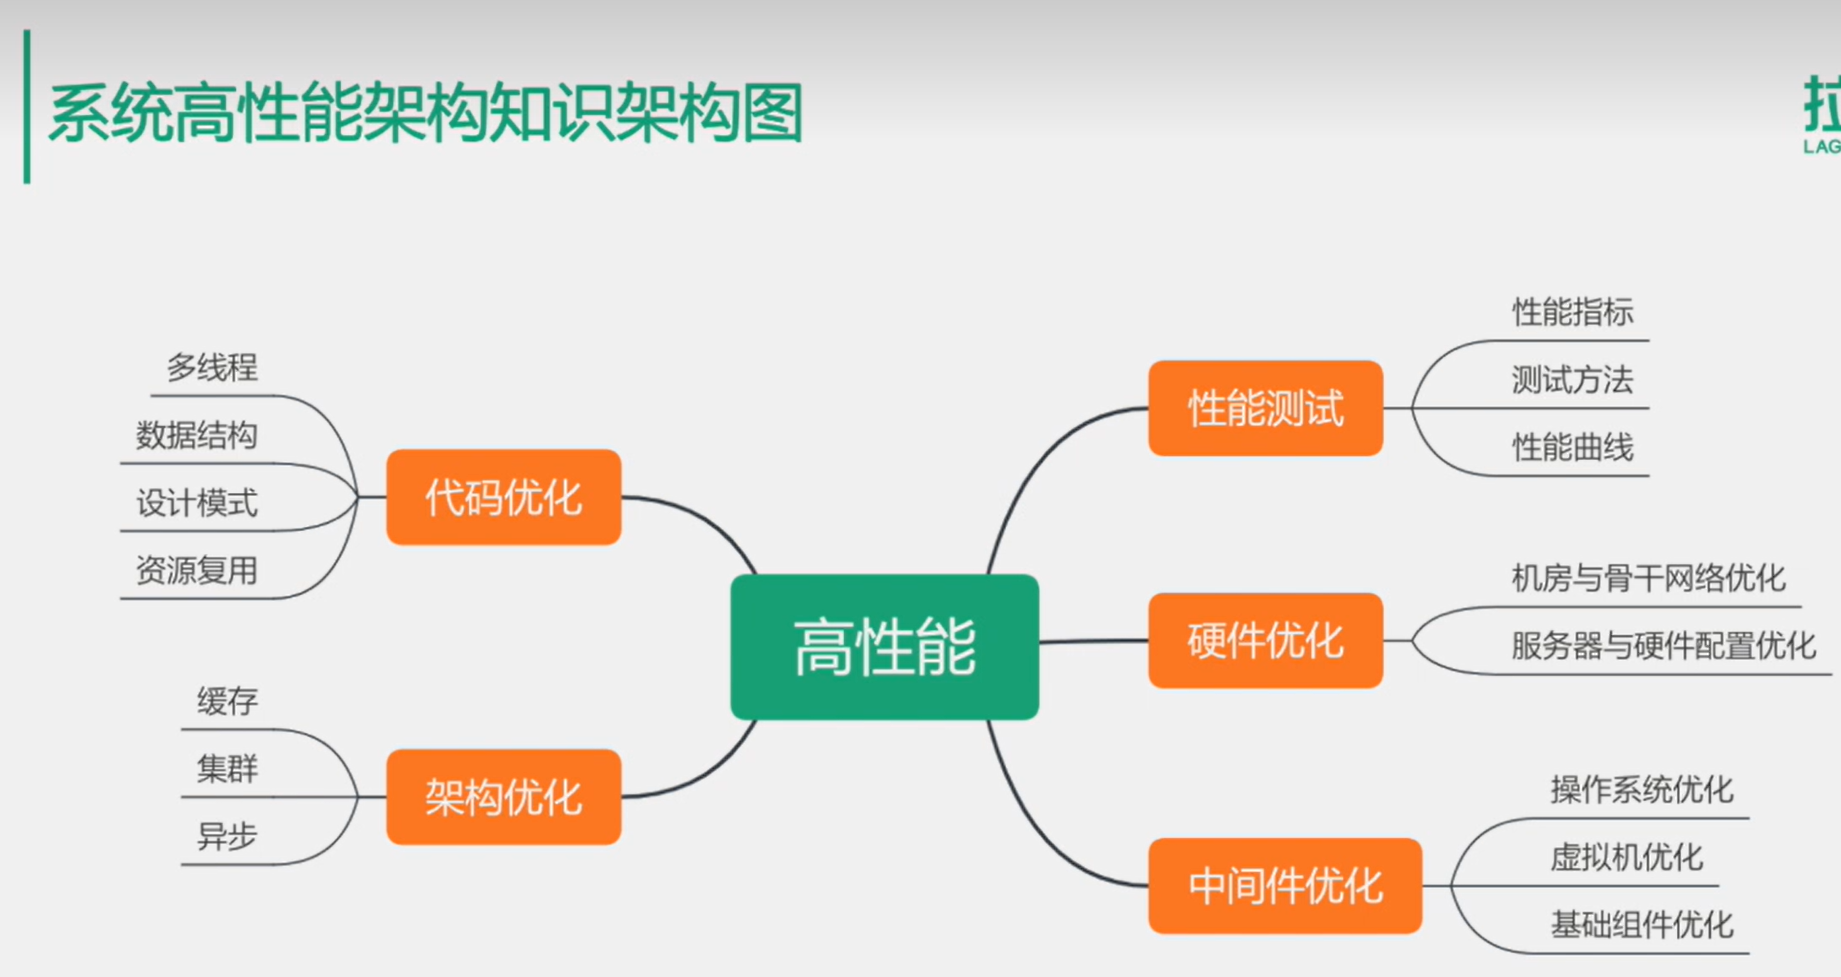 系统高性能架构知识架构图
拉
LAG
多线程
数据结构
设计模式
资源复用
代码优化
缓存
集群
异步
架构优化
高性能
性能测试
性能指标
测试方法
性能曲线
硬件优化
机房与骨干网络优化
服务器与硬件配置优化
中间件优化
操作系统优化
虚拟机优化
基础组件优化